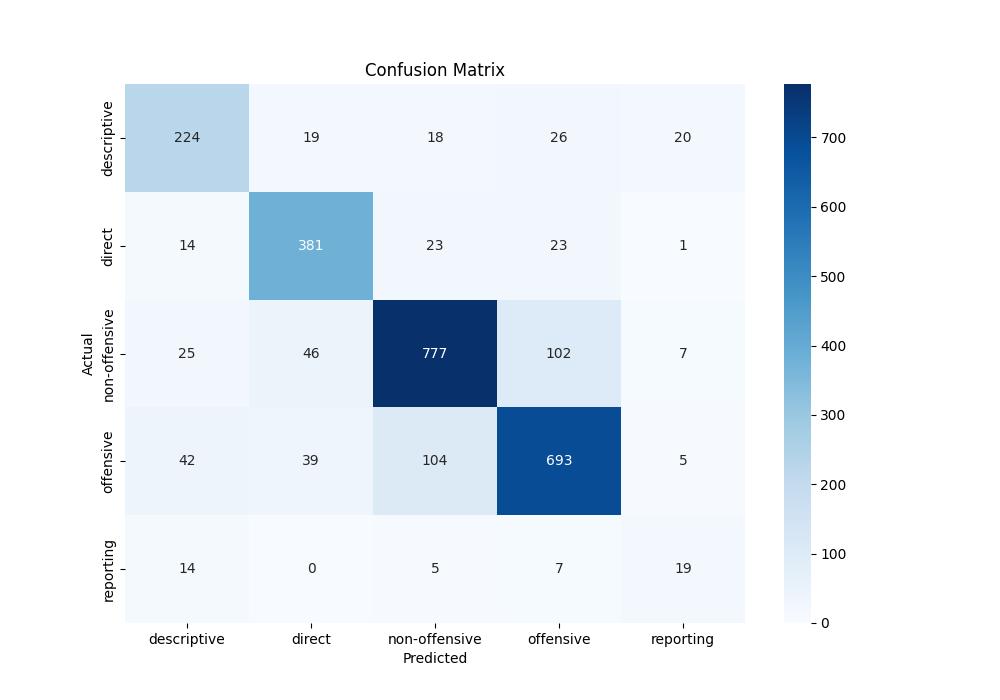 Confusion Matrix
descriptive 224 19 18 26 20
direct 14 381 23 23 1
non-offensive 25 46 777 102 7
offensive 42 39 104 693 5
reporting 14 0 5 7 19
Actual
descriptive direct non-offensive offensive reporting
Predicted
700
600
500
400
300
200
100
0